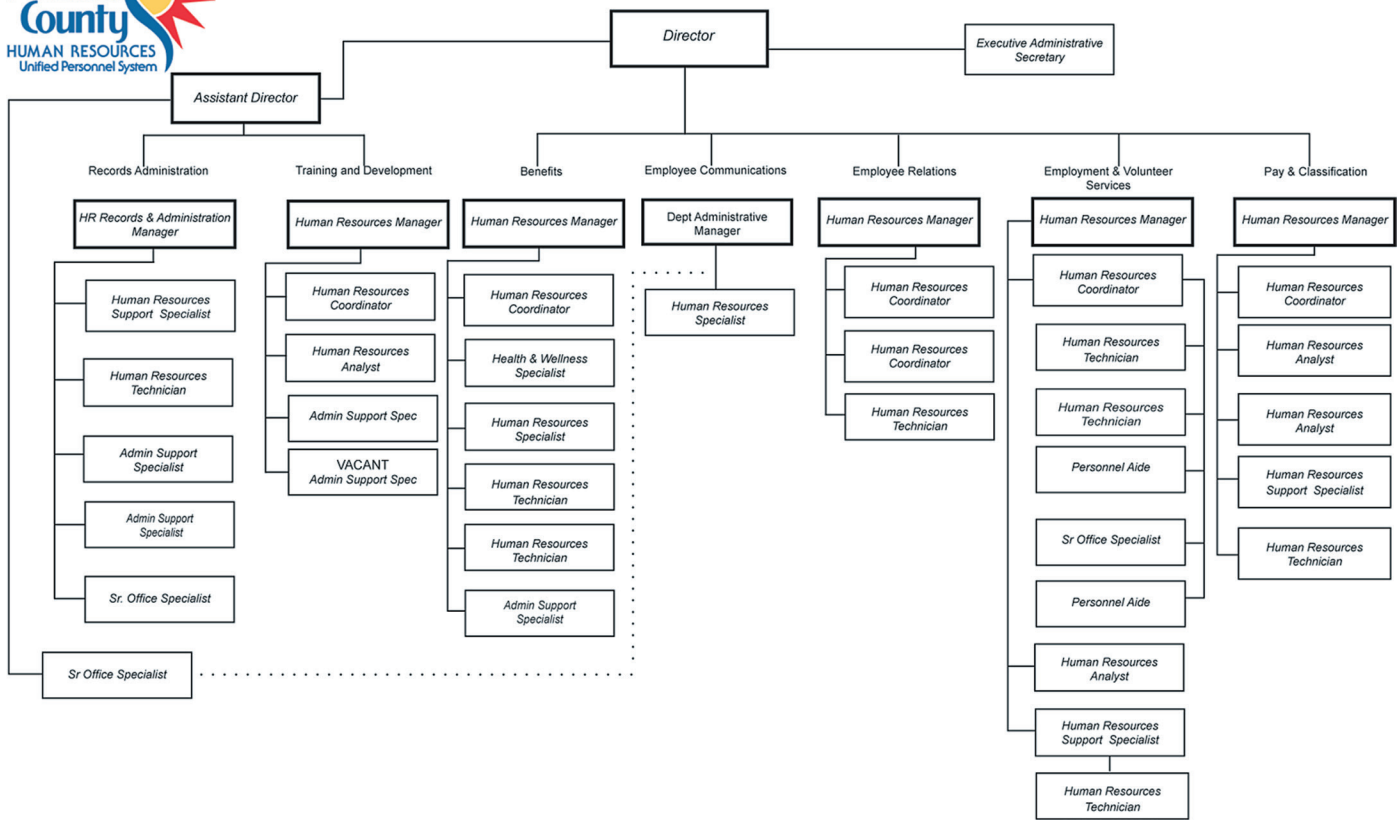 County
HUMAN RESOURCES
Unified Personnel System
Director
Executive Administrative
Secretary
Assistant Director
Records Administration
Training and Development
Benefits
Employee Communications
Employee Relations
Employment & Volunteer
Services
Pay & Classification
HR Records & Administration
Manager
Human Resources Support Specialist
Human Resources
Technician
Admin Support
Specialist
Admin Support
Specialist
Sr. Office Specialist
Sr Office Specialist
Human Resources Manager
Human Resources
Coordinator
Human Resources
Analyst
Admin Support Spec
VACANT
Admin Support Spec
Human Resources Manager
Human Resources
Coordinator
Health & Wellness
Specialist
Human Resources
Specialist
Human Resources
Technician
Human Resources
Technician
Admin Support
Specialist
Dept Administrative
Manager
Human Resources
Specialist
Human Resources Manager
Human Resources
Coordinator
Human Resources
Coordinator
Human Resources
Technician
Human Resources Manager
Human Resources
Coordinator
Human Resources
Technician
Human Resources
Technician
Personnel Aide
Sr Office Specialist
Personnel Aide
Human Resources
Analyst
Human Resources
Support Specialist
Human Resources
Technician
Human Resources Manager
Human Resources
Coordinator
Human Resources
Analyst
Human Resources
Analyst
Human Resources
Support Specialist
Human Resources
Technician